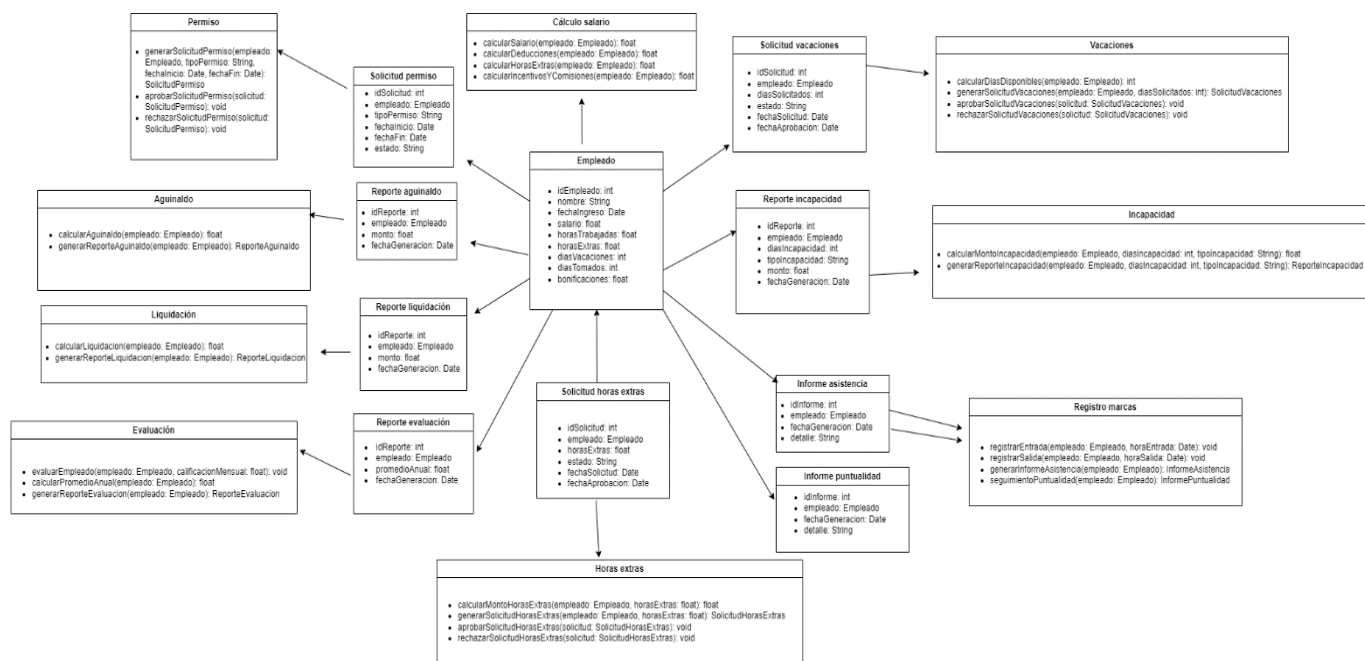 Permiso
generarSolicitudPermiso(empleado:
Empleado, tipoPermiso: String,
fechaInicio: Date, fechaFin: Date):
SolicitudPermiso
aprobarSolicitudPermiso(solicitud:
SolicitudPermiso): void
rechazarSolicitudPermiso(solicitud:
SolicitudPermiso): void
Solicitud permiso
idSolicitud: int
empleado: Empleado
tipoPermiso: String
fechaInicio: Date
fechaFin: Date
estado: String
Cálculo salario
calcularSalario(empleado: Empleado): float
calcularDeducciones(empleado: Empleado): float
calcularHorasExtras(empleado: Empleado): float
calcularIncentivosYComisiones(empleado: Empleado): float
Solicitud vacaciones
idSolicitud: int
empleado: Empleado
diasSolicitados: int
estado: String
fechaSolicitud: Date
fechaAprobacion: Date
Vacaciones
calcularDiasDisponibles(empleado: Empleado): int
generarSolicitudVacaciones(empleado: Empleado, diasSolicitados: int): SolicitudVacaciones
aprobarSolicitudVacaciones(solicitud: SolicitudVacaciones): void
rechazarSolicitudVacaciones(solicitud: SolicitudVacaciones): void
Empleado
idEmpleado: int
nombre: String
fechaIngreso: Date
salario: float
horasTrabajadas: float
horasExtras: float
diasVacaciones: int
diasTomados: int
bonificaciones: float
Aguinaldo
calcularAguinaldo(empleado: Empleado): float
generarReporteAguinaldo(empleado: Empleado): ReporteAguinaldo
Reporte aguinaldo
idReporte: int
empleado: Empleado
monto: float
fechaGeneracion: Date
Reporte incapacidad
idReporte: int
empleado: Empleado
diasIncapacidad: int
tipoIncapacidad: String
monto: float
fechaGeneracion: Date
Incapacidad
calcularMontoIncapacidad(empleado: Empleado, diasIncapacidad: int, tipoIncapacidad: String): float
generarReporteIncapacidad(empleado: Empleado, diasIncapacidad: int, tipoIncapacidad: String): ReporteIncapacidad
Liquidación
calcularLiquidacion(empleado: Empleado): float
generarReporteLiquidacion(empleado: Empleado): ReporteLiquidacion
Reporte liquidación
idReporte: int
empleado: Empleado
monto: float
fechaGeneracion: Date
Solicitud horas extras
idSolicitud: int
empleado: Empleado
horasExtras: float
estado: String
fechaSolicitud: Date
fechaAprobacion: Date
Informe asistencia
idInforme: int
empleado: Empleado
fechaGeneracion: Date
detalle: String
Registro marcas
registrarEntrada(empleado: Empleado, horaEntrada: Date): void
registrarSalida(empleado: Empleado, horaSalida: Date): void
generarInformeAsistencia(empleado: Empleado): InformeAsistencia
seguimientoPuntualidad(empleado: Empleado): InformePuntualidad
Evaluación
evaluarEmpleado(empleado: Empleado, calificacionMensual: float): void
calcularPromedioAnual(empleado: Empleado): float
generarReporteEvaluacion(empleado: Empleado): ReporteEvaluacion
Reporte evaluación
idReporte: int
empleado: Empleado
promedioAnual: float
fechaGeneracion: Date
Informe puntualidad
idInforme: int
empleado: Empleado
fechaGeneracion: Date
detalle: String
Horas extras
calcularMontoHorasExtras(empleado: Empleado, horasExtras: float): float
generarSolicitudHorasExtras(empleado: Empleado, horasExtras: float): SolicitudHorasExtras
aprobarSolicitudHorasExtras(solicitud: SolicitudHorasExtras): void
rechazarSolicitudHorasExtras(solicitud: SolicitudHorasExtras): void